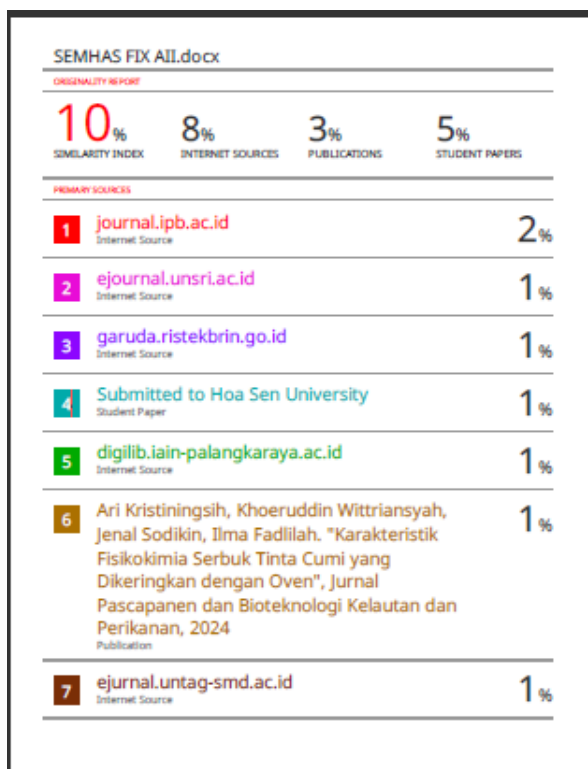 SEMHAS FIX AII.docx
ORIGINALITY REPORT
10% 8% 3% 5%
SIMILARITY INDEX INTERNET SOURCES PUBLICATIONS STUDENT PAPERS
PRIMARY SOURCES
1 journal.ipb.ac.id 2%
Internet Source
2 ejournal.unsri.ac.id 1%
Internet Source
3 garuda.ristekbrin.go.id 1%
Internet Source
4 Submitted to Hoa Sen University 1%
Student Paper
5 digilib.iain-palangkaraya.ac.id 1%
Internet Source
6 Ari Kristiningsih, Khoeruddin Wittriansyah, 1%
Jenal Sodikin, Ilma Fadlilah. "Karakteristik
Fisikokimia Serbuk Tinta Cumi yang
Dikeringkan dengan Oven", Jurnal
Pascapanen dan Bioteknologi Kelautan dan
Perikanan, 2024
Publication
7 ejurnal.untag-smd.ac.id 1%
Internet Source